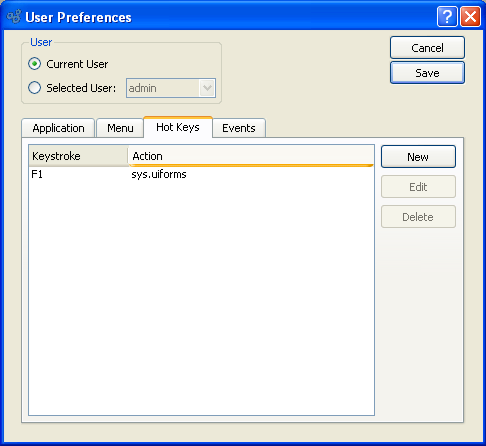 User Preferences
User
Current User
Selected User: admin
Cancel
Save
Application Menu Hot Keys Events
Keystroke Action
F1 sys.uiforms
New
Edit
Delete